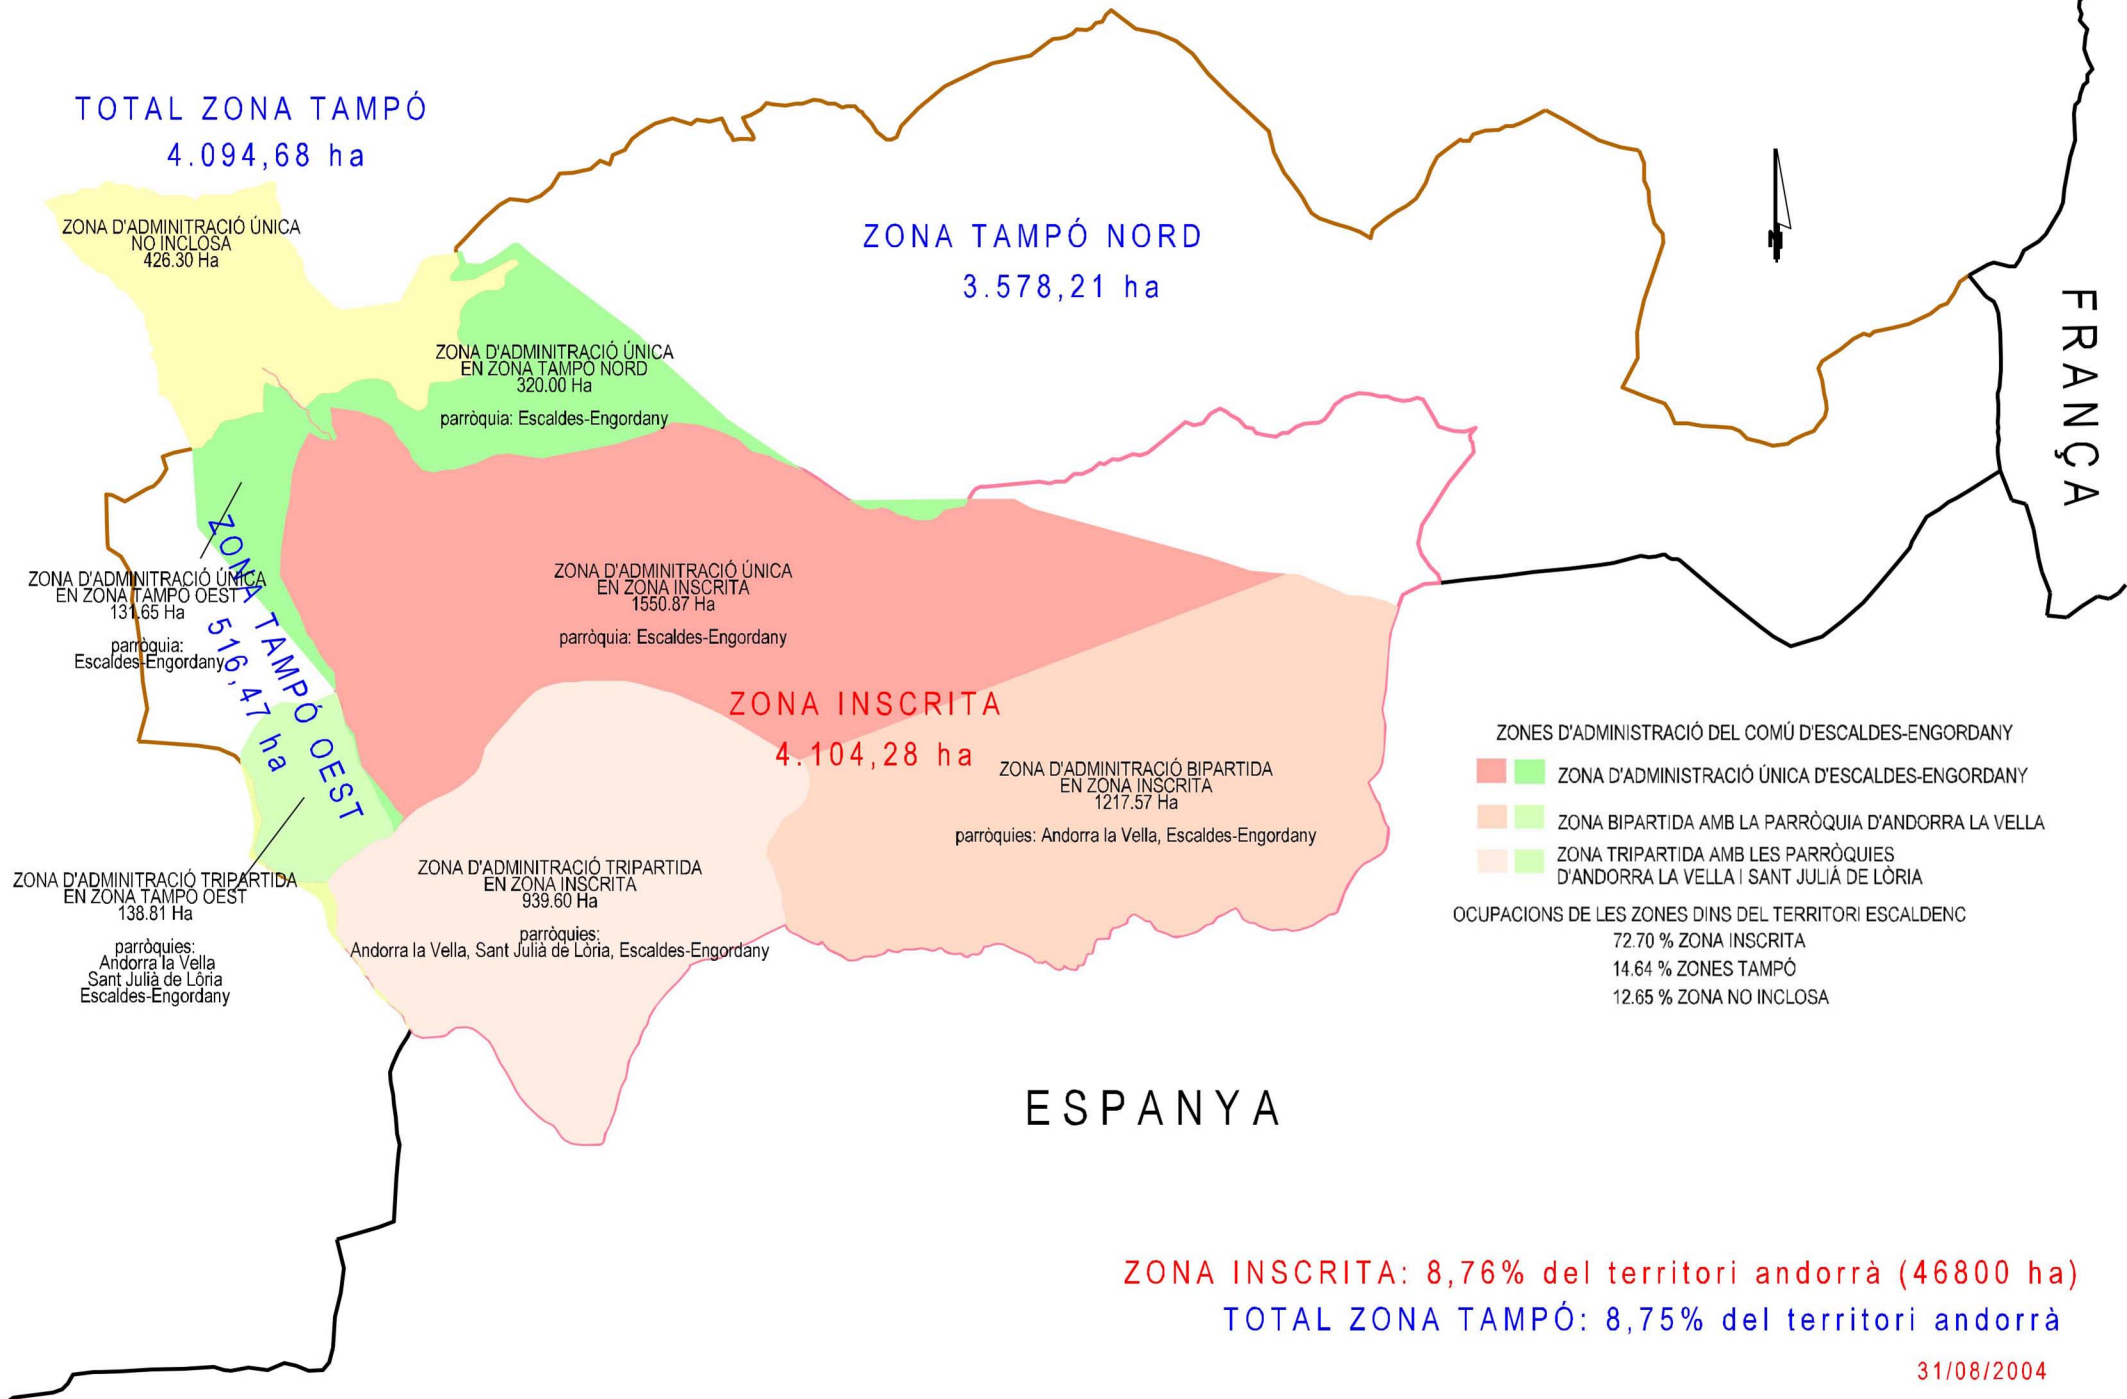 TOTAL ZONA TAMPÓ
4.094,68 ha
ZONA D'ADMINITRACIÓ ÚNICA
NO INCLOSA
426.30 Ha
ZONA TAMPÓ NORD
3.578,21 ha
N
FRANÇA
ZONA D'ADMINITRACIÓ ÚNICA
EN ZONA TAMPÓ NORD
320.00 Ha
parròquia: Escaldes-Engordany
ZONA D'ADMINITRACIÓ ÚNICA
EN ZONA TAMPÓ OEST
131.65 Ha
parròquia:
Escaldes-Engordany
ZONA TAMPÓ OEST
516,47 ha
ZONA D'ADMINITRACIÓ ÚNICA
EN ZONA INSCRITA
1550.87 Ha
parròquia: Escaldes-Engordany
ZONA INSCRITA
4.104,28 ha
ZONA D'ADMINITRACIÓ BIPARTIDA
EN ZONA INSCRITA
1217.57 Ha
parròquies: Andorra la Vella, Escaldes-Engordany
ZONA D'ADMINITRACIÓ TRIPARTIDA
EN ZONA TAMPÓ OEST
138.81 Ha
parròquies:
Andorra la Vella
Sant Julià de Lòria
Escaldes-Engordany
ZONA D'ADMINITRACIÓ TRIPARTIDA
EN ZONA INSCRITA
939.60 Ha
parròquies:
Andorra la Vella, Sant Julià de Lòria, Escaldes-Engordany
ZONES D'ADMINISTRACIÓ DEL COMÚ D'ESCALDES-ENGORDANY
ZONA D'ADMINISTRACIÓ ÚNICA D'ESCALDES-ENGORDANY
ZONA BIPARTIDA AMB LA PARRÒQUIA D'ANDORRA LA VELLA
ZONA TRIPARTIDA AMB LES PARRÒQUIES
D'ANDORRA LA VELLA I SANT JULIÀ DE LÒRIA
OCUPACIONS DE LES ZONES DINS DEL TERRITORI ESCALDENC
72.70 % ZONA INSCRITA
14.64 % ZONES TAMPÓ
12.65 % ZONA NO INCLOSA
ESPANYA
ZONA INSCRITA: 8,76% del territori andorrà (46800 ha)
TOTAL ZONA TAMPÓ: 8,75% del territori andorrà
31/08/2004